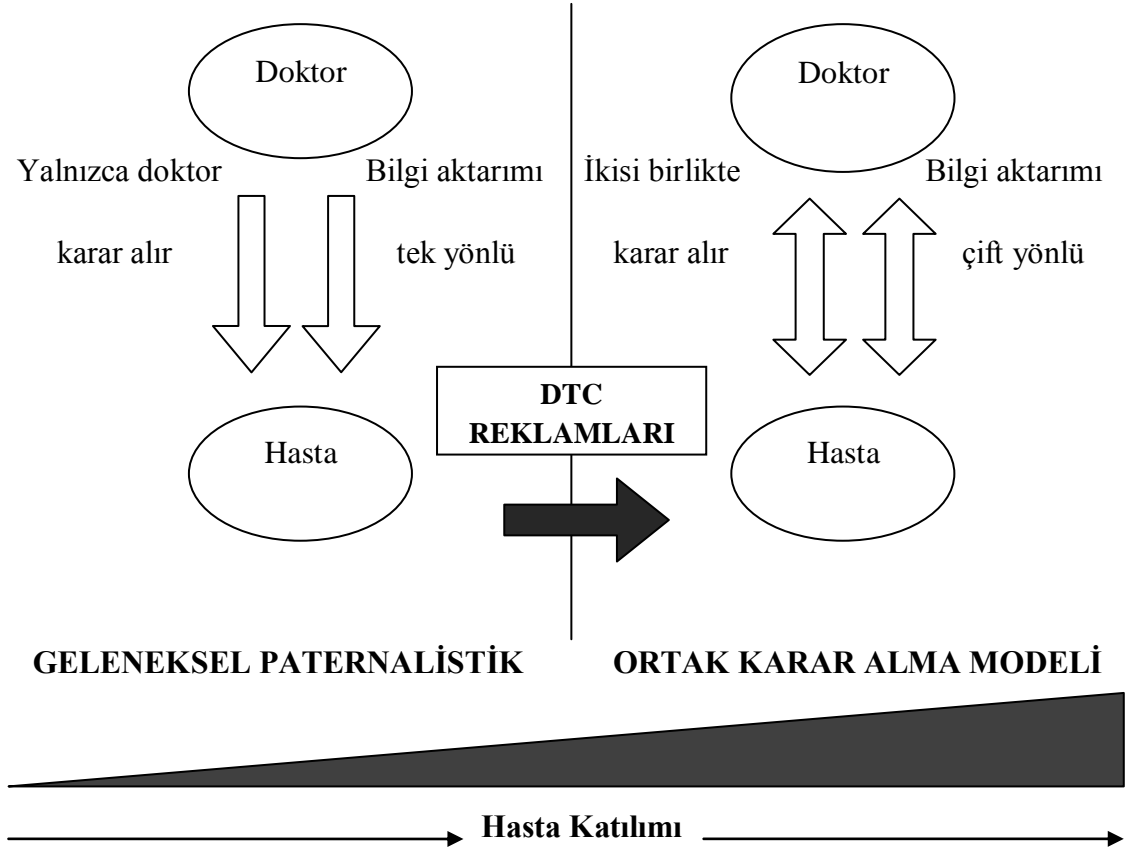 Doktor
Yalnızca doktor
Bilgi aktarımı
karar alır
tek yönlü
Hasta
Doktor
İkisi birlikte
Bilgi aktarımı
karar alır
çift yönlü
Hasta
DTC
REKLAMLARI
GELENEKSEL PATERNALİSTİK
ORTAK KARAR ALMA MODELİ
Hasta Katılımı